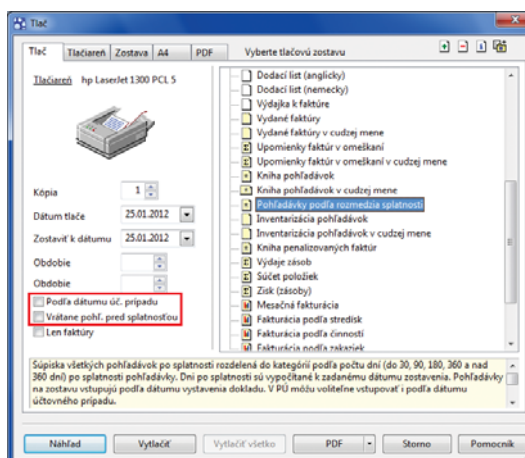 Tlač
Tlač Tlačiareň Zostava A4 PDF Vyberte tlačovú zostavu
Tlačiareň hp LaserJet 1300 PCL 5
Kópia 1
Dátum tlače 25.01.2012
Zostaviť k dátumu 25.01.2012
Obdobie
Obdobie
Podľa dátumu úč. prípadu
Vrátane pohľ. pred splatnosťou
Len faktúry
Dodací list (anglicky)
Dodací list (nemecky)
Výdajka k faktúre
Vydané faktúry
Vydané faktúry v cudzej mene
Upomienky faktúr v omeškaní
Upomienky faktúr v omeškaní v cudzej mene
Kniha pohľadávok
Kniha pohľadávok v cudzej mene
Pohľadávky podľa rozmedzia splatnosti
Inventarizácia pohľadávok
Inventarizácia pohľadávok v cudzej mene
Kniha penalizovaných faktúr
Výdaje zásob
Súčet položiek
Zisk (zásoby)
Mesačná fakturácia
Fakturácia podľa stredísk
Fakturácia podľa činností
Fakturácia podľa zákaziek
Súpiska všetkých pohľadávok po splatnosti rozdelená do kategórií podľa počtu dní (do 30, 90, 180, 360 a nad
360 dní) po splatnosti pohľadávky. Dni po splatnosti sú vypočítané k zadanému dátumu zostavenia. Pohľadávky
na zostavu vstupujú podľa dátumu vystavenia dokladu. V PÚ môžu voliteľne vstupovať i podľa dátumu
účtovného prípadu.
Náhľad Vytlačiť Vytlačiť všetko PDF Storno Pomocník